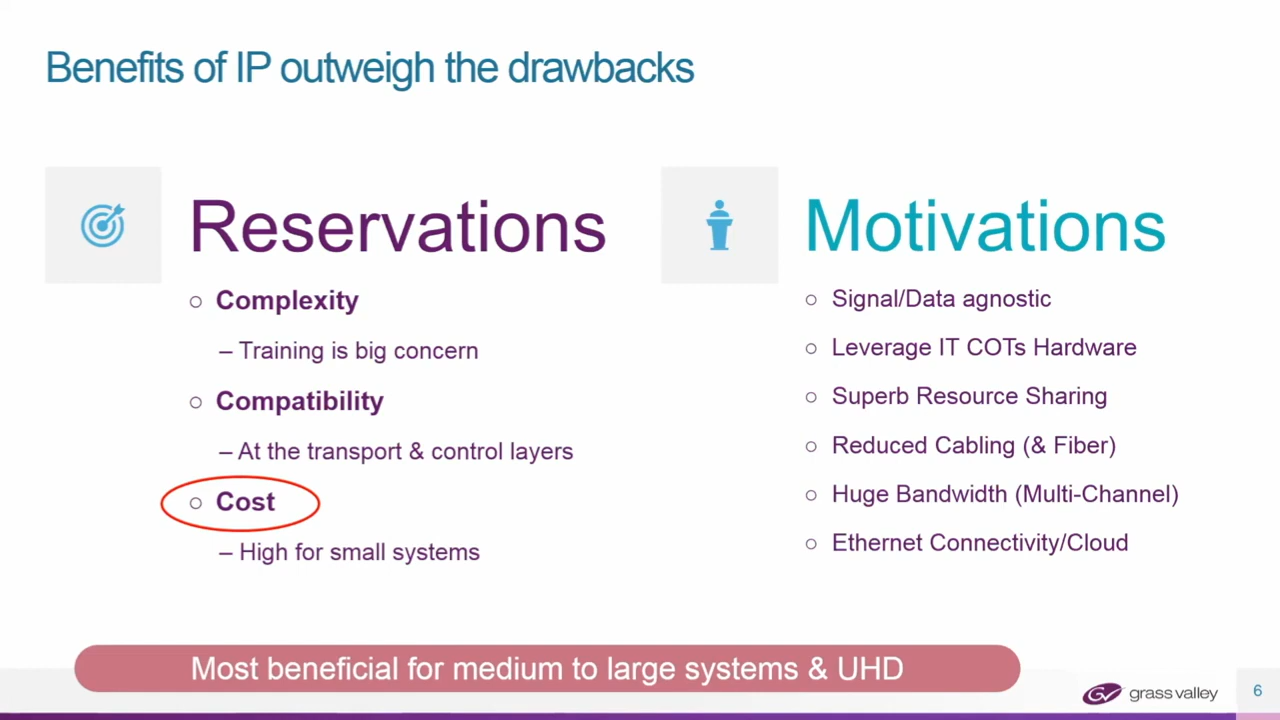 Benefits of IP outweigh the drawbacks
Reservations
○ Complexity
– Training is big concern
○ Compatibility
– At the transport & control layers
○ Cost
– High for small systems
Motivations
○ Signal/Data agnostic
○ Leverage IT COTs Hardware
○ Superb Resource Sharing
○ Reduced Cabling (& Fiber)
○ Huge Bandwidth (Multi-Channel)
○ Ethernet Connectivity/Cloud
Most beneficial for medium to large systems & UHD
GV grass valley
6